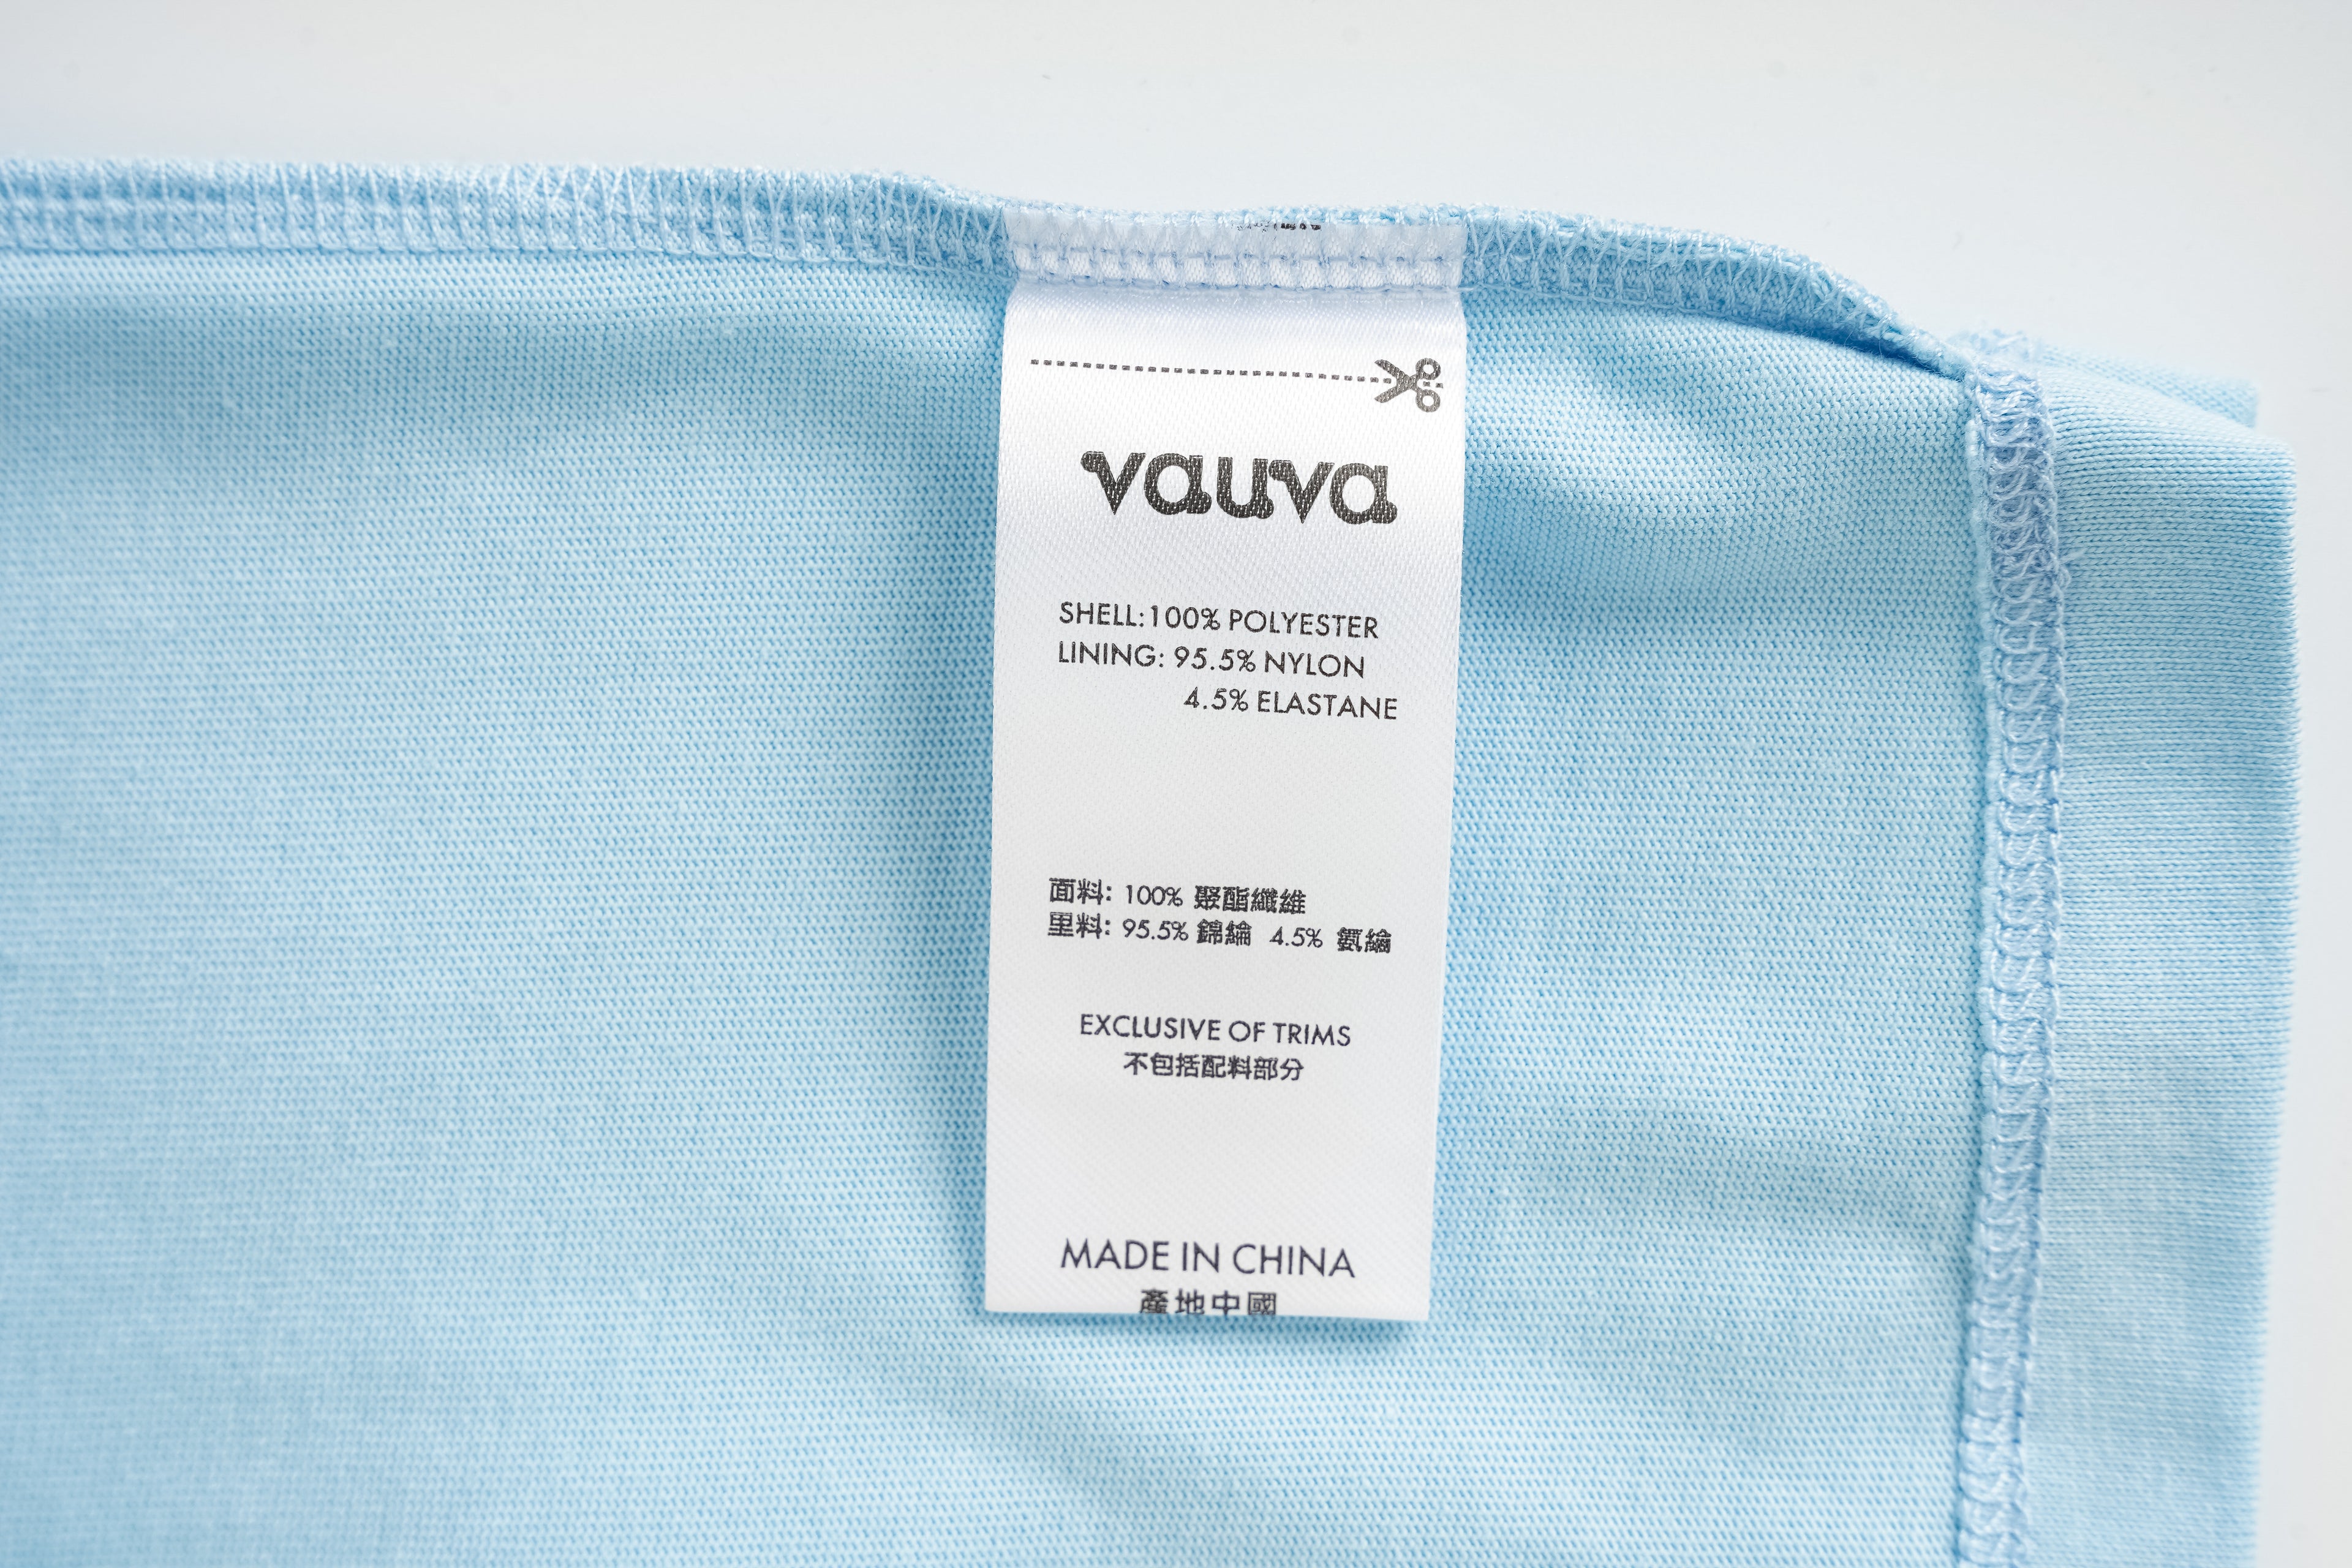 vauva
SHELL:100% POLYESTER
LINING: 95.5% NYLON
4.5% ELASTANE
面料: 100% 聚酯纖維
里料: 95.5% 錦綸 4.5% 氨綸
EXCLUSIVE OF TRIMS
不包括配料部分
MADE IN CHINA
產地中國